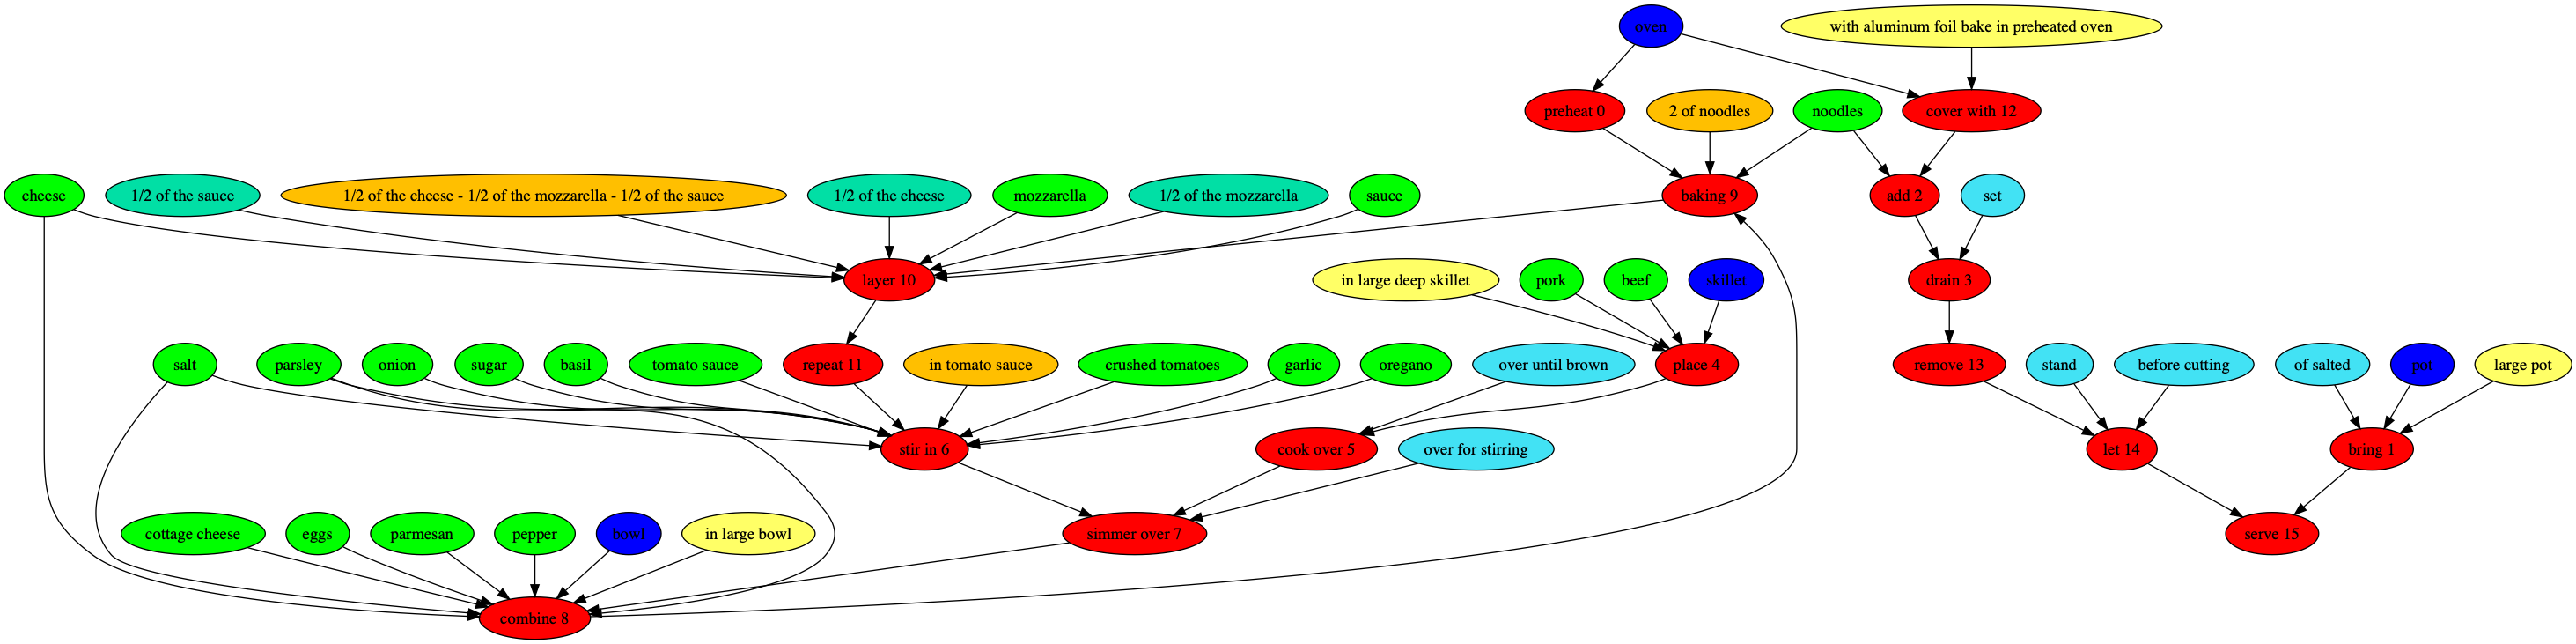 oven
with aluminum foil bake in preheated oven
preheat 0
2 of noodles
noodles
cover with 12
cheese
1/2 of the sauce
1/2 of the cheese - 1/2 of the mozzarella - 1/2 of the sauce
1/2 of the cheese
mozzarella
1/2 of the mozzarella
sauce
baking 9
add 2
set
layer 10
in large deep skillet
pork
beef
skillet
drain 3
salt
parsley
onion
sugar
basil
tomato sauce
repeat 11
in tomato sauce
crushed tomatoes
garlic
oregano
over until brown
place 4
remove 13
stand
before cutting
of salted
pot
large pot
stir in 6
cook over 5
over for stirring
let 14
bring 1
cottage cheese
eggs
parmesan
pepper
bowl
in large bowl
simmer over 7
serve 15
combine 8